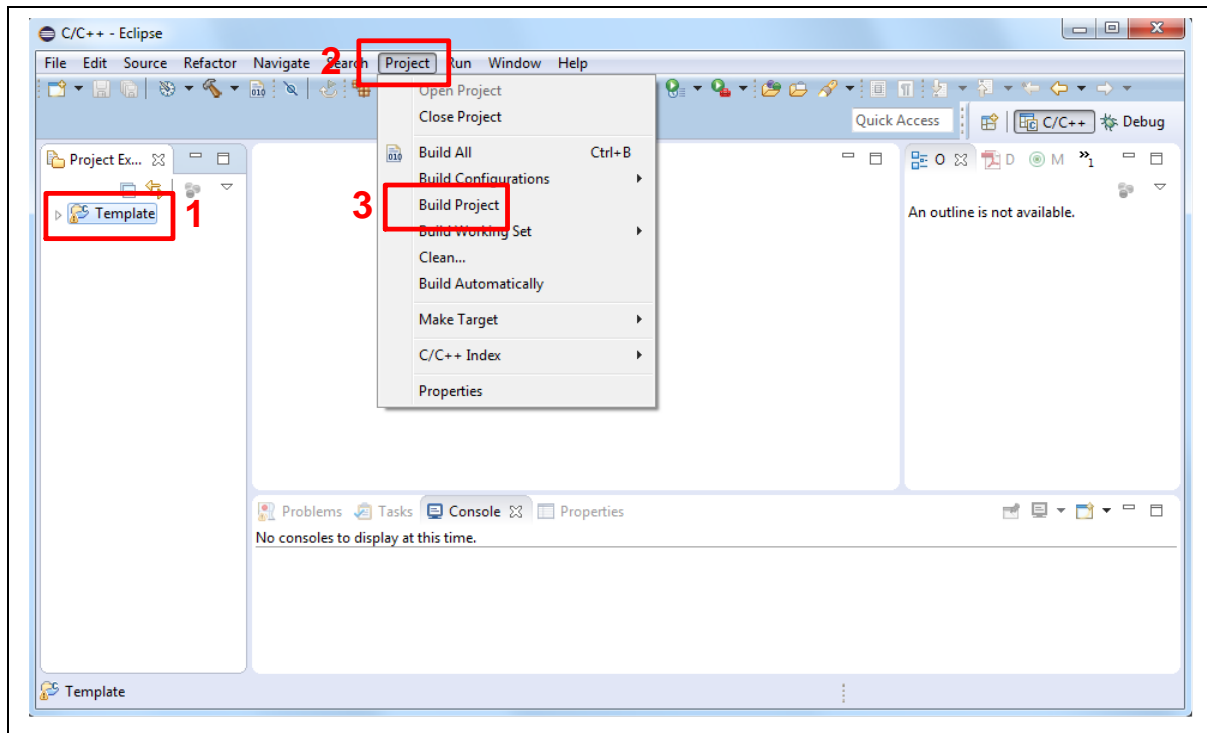 C/C++ - Eclipse
File Edit Source Refactor Navigate Search Project Run Window Help
2
Quick Access
C/C++
Debug
Open Project
Close Project
Build All Ctrl+B
Build Configurations
Build Project
3
Build Working Set
Clean...
Build Automatically
Make Target
C/C++ Index
Properties
Project Ex...
Template
1
O D M »1
An outline is not available.
Problems Tasks Console Properties
No consoles to display at this time.
Template